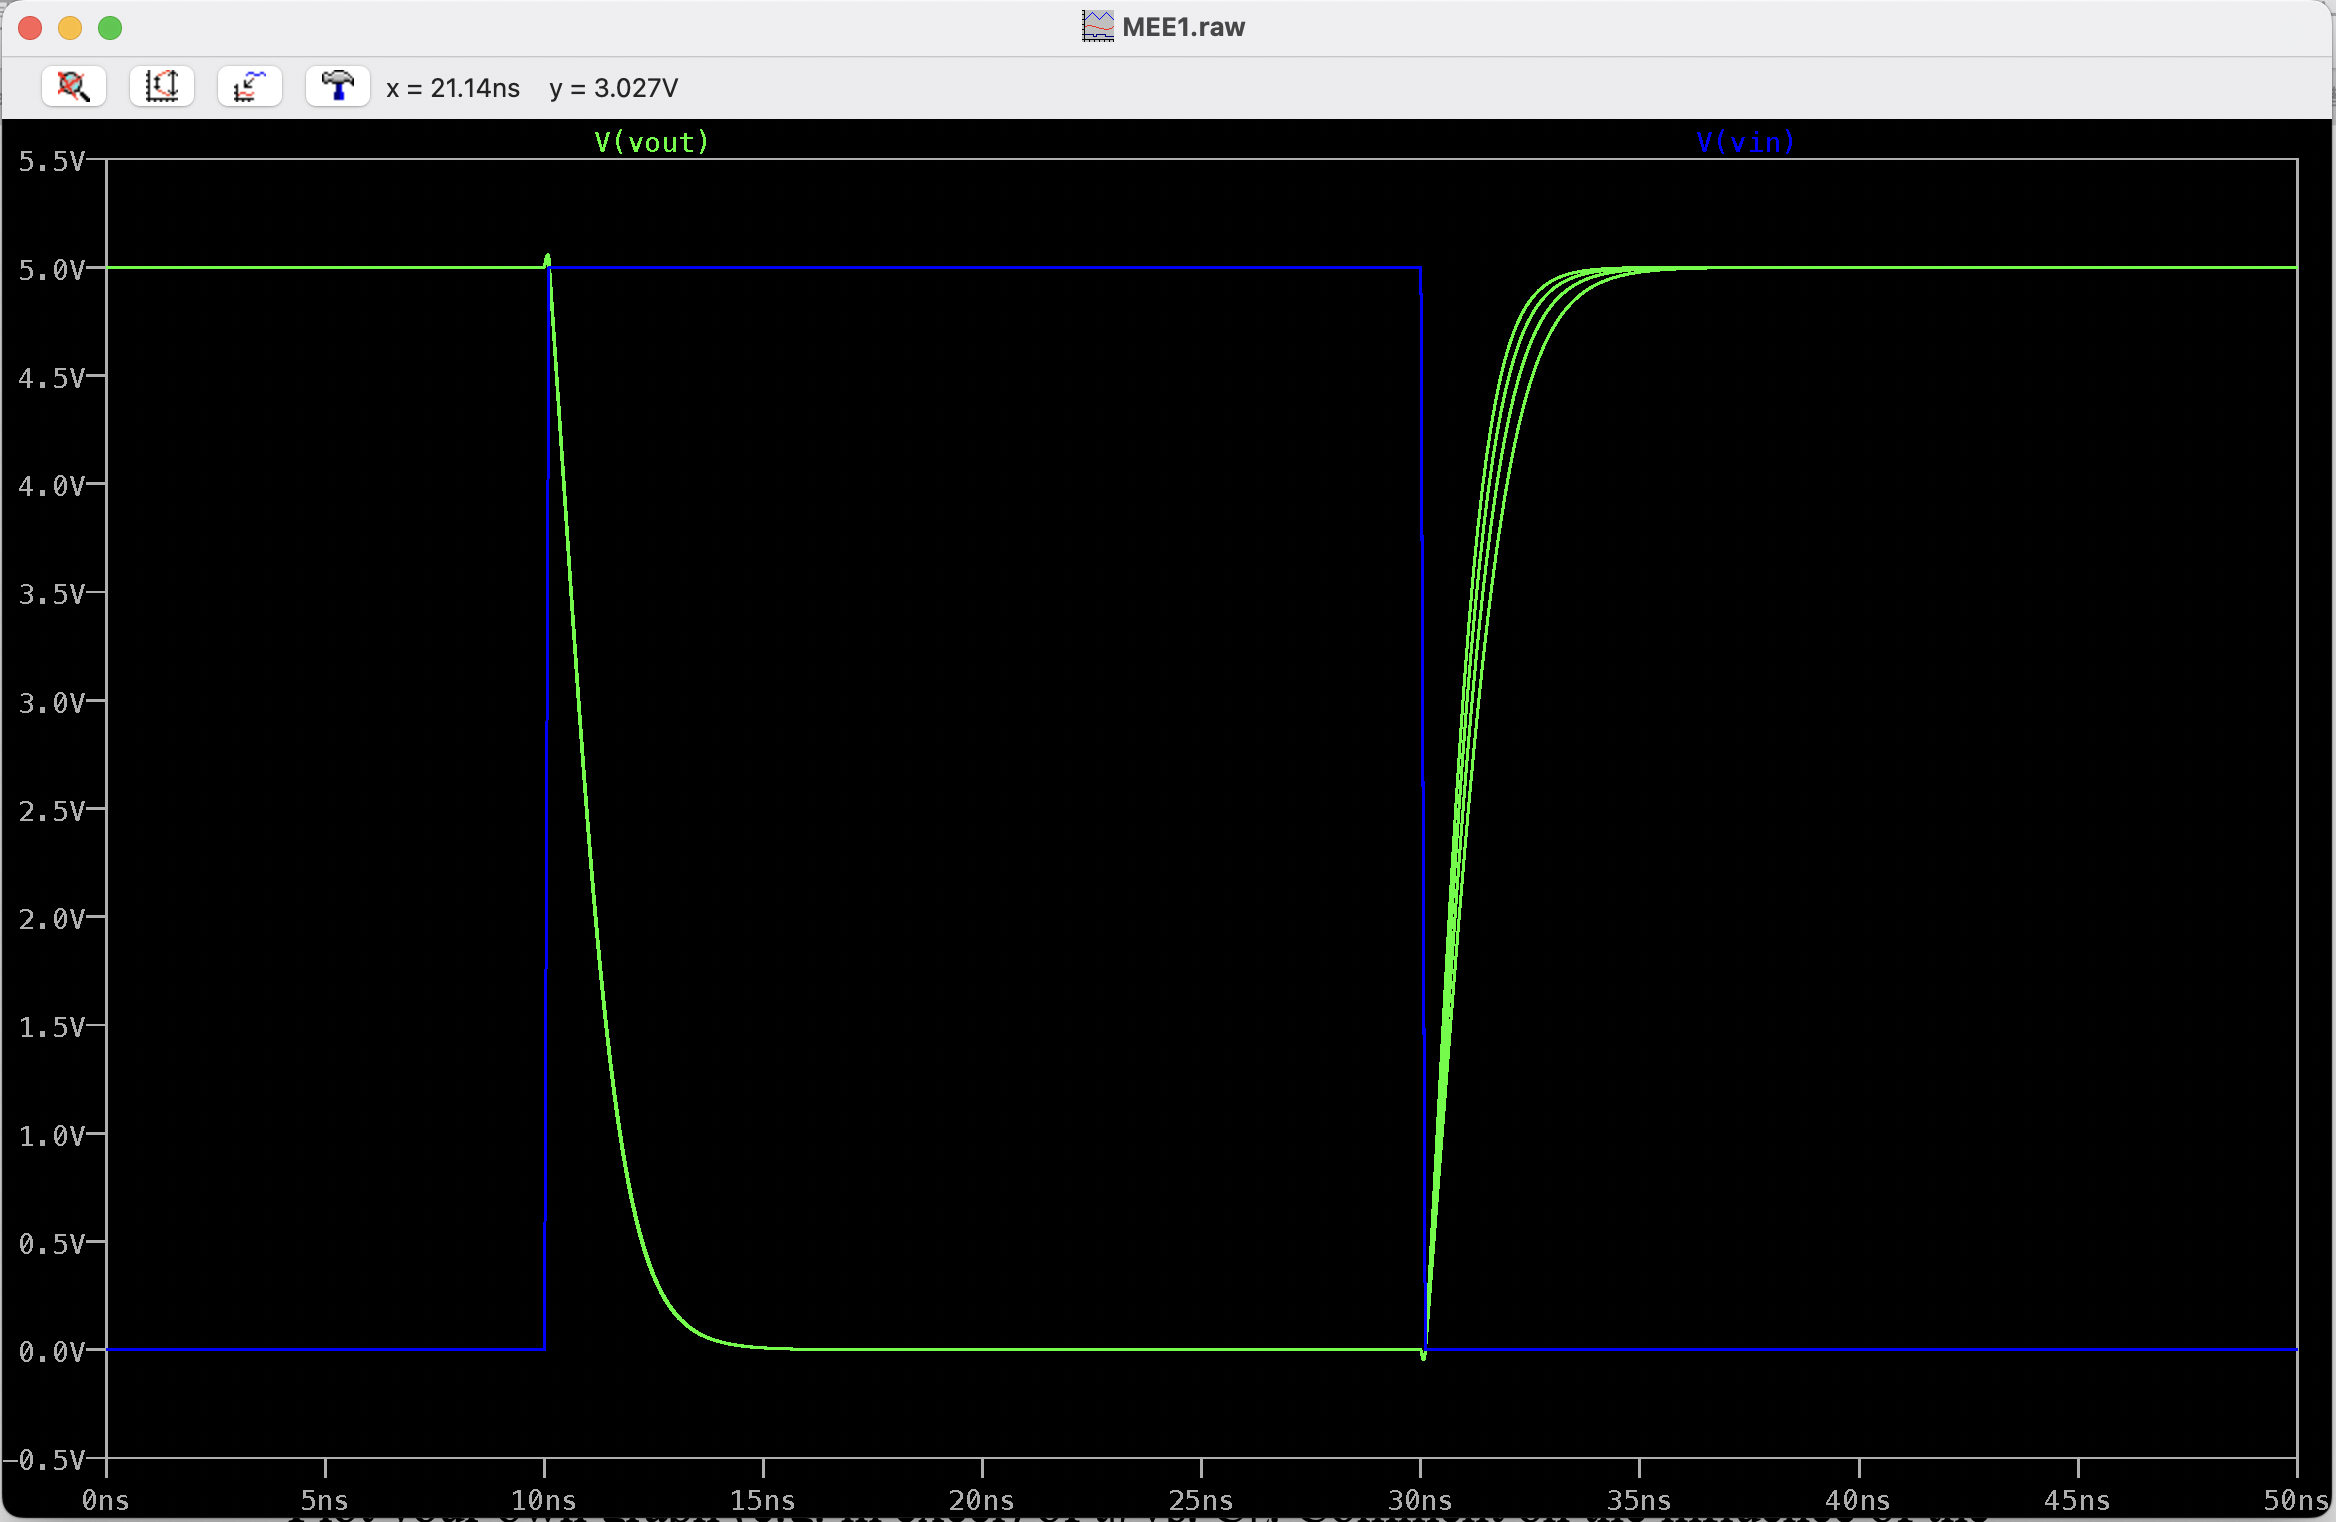 MEE1.raw
x = 21.14ns y = 3.027V
V(vout) V(vin)
5.5V
5.0V
4.5V
4.0V
3.5V
3.0V
2.5V
2.0V
1.5V
1.0V
0.5V
0.0V
-0.5V
0ns 5ns 10ns 15ns 20ns 25ns 30ns 35ns 40ns 45ns 50ns